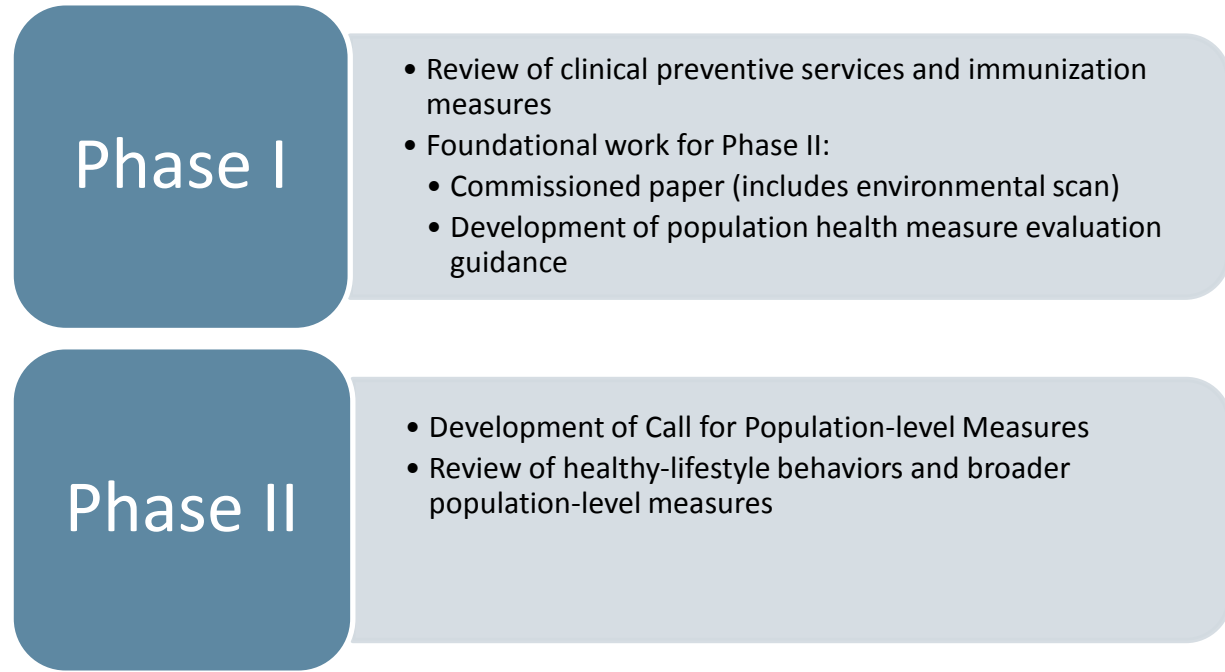 Phase I
• Review of clinical preventive services and immunization
measures
• Foundational work for Phase II:
• Commissioned paper (includes environmental scan)
• Development of population health measure evaluation
guidance
Phase II
• Development of Call for Population-level Measures
• Review of healthy-lifestyle behaviors and broader
population-level measures